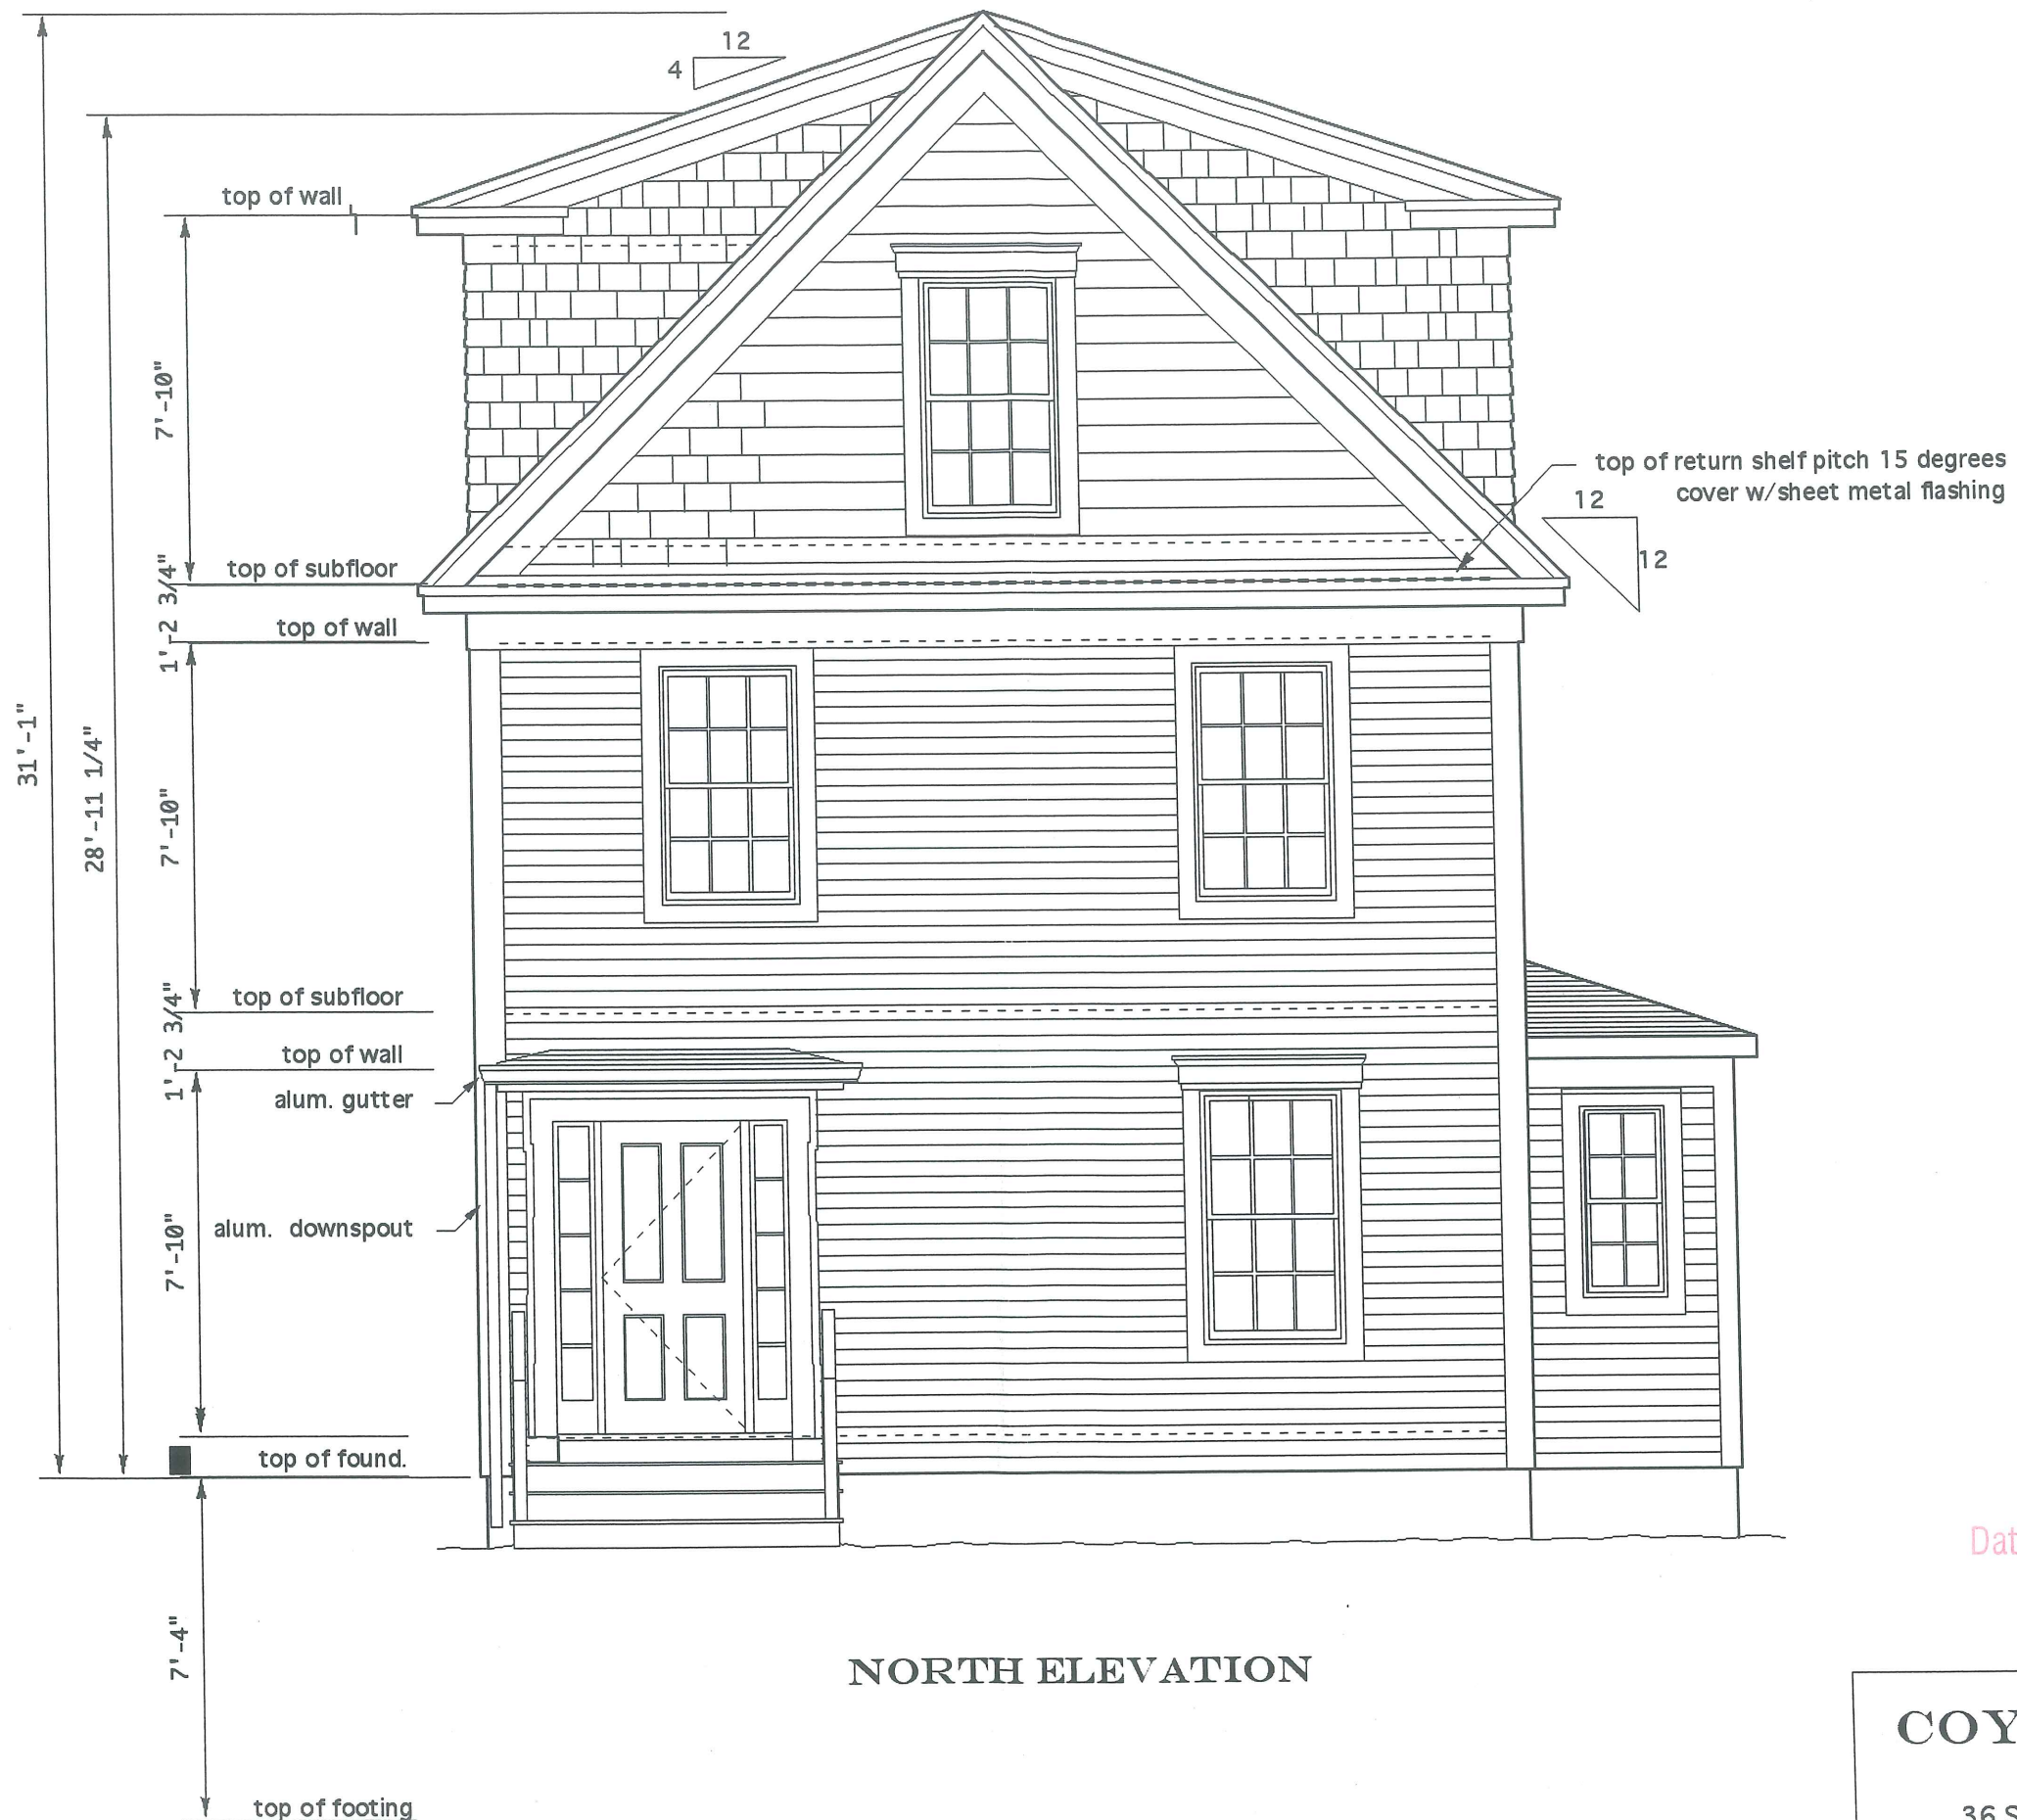 12
4
top of wall
7'-10"
top of return shelf pitch 15 degrees
cover w/sheet metal flashing
12
12
top of subfloor
1'-2 3/4"
top of wall
31'-1"
28'-11 1/4"
7'-10"
top of subfloor
1'-2 3/4"
top of wall
alum. gutter
alum. downspout
7'-10"
top of found.
7'-4"
top of footing
NORTH ELEVATION
Dat
COY
36 S